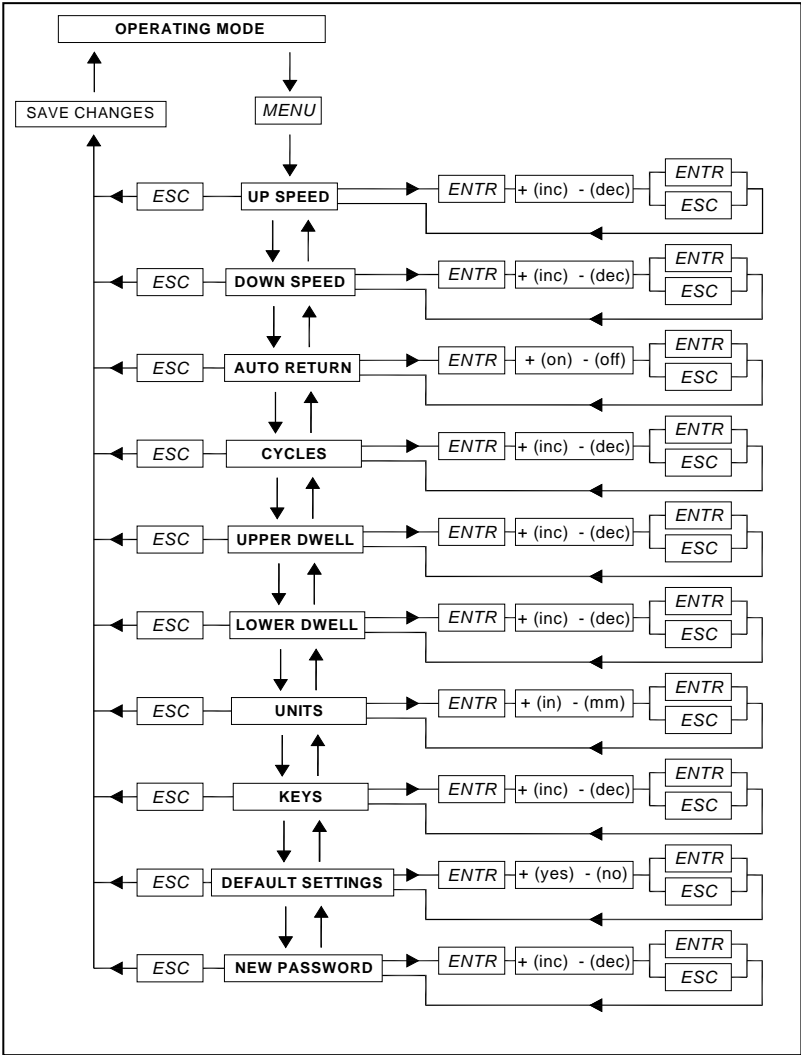 OPERATING MODE
SAVE CHANGES
MENU
ESC UP SPEED ENTR + (inc) - (dec) ENTR
ESC
ESC DOWN SPEED ENTR + (inc) - (dec) ENTR
ESC
ESC AUTO RETURN ENTR + (on) - (off) ENTR
ESC
ESC CYCLES ENTR + (inc) - (dec) ENTR
ESC
ESC UPPER DWELL ENTR + (inc) - (dec) ENTR
ESC
ESC LOWER DWELL ENTR + (inc) - (dec) ENTR
ESC
ESC UNITS ENTR + (in) - (mm) ENTR
ESC
ESC KEYS ENTR + (inc) - (dec) ENTR
ESC
ESC DEFAULT SETTINGS ENTR + (yes) - (no) ENTR
ESC
ESC NEW PASSWORD ENTR + (inc) - (dec) ENTR
ESC